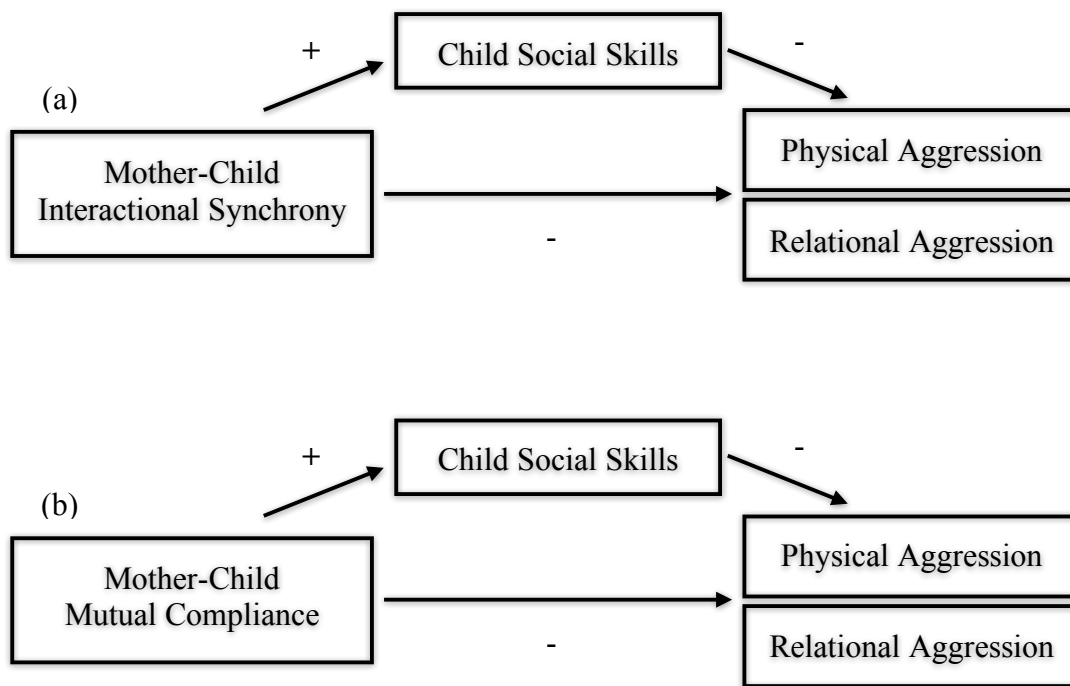 +
Child Social Skills
-
(a)
Mother-Child
Interactional Synchrony
Physical Aggression
-
Relational Aggression
+
Child Social Skills
-
(b)
Mother-Child
Mutual Compliance
Physical Aggression
-
Relational Aggression